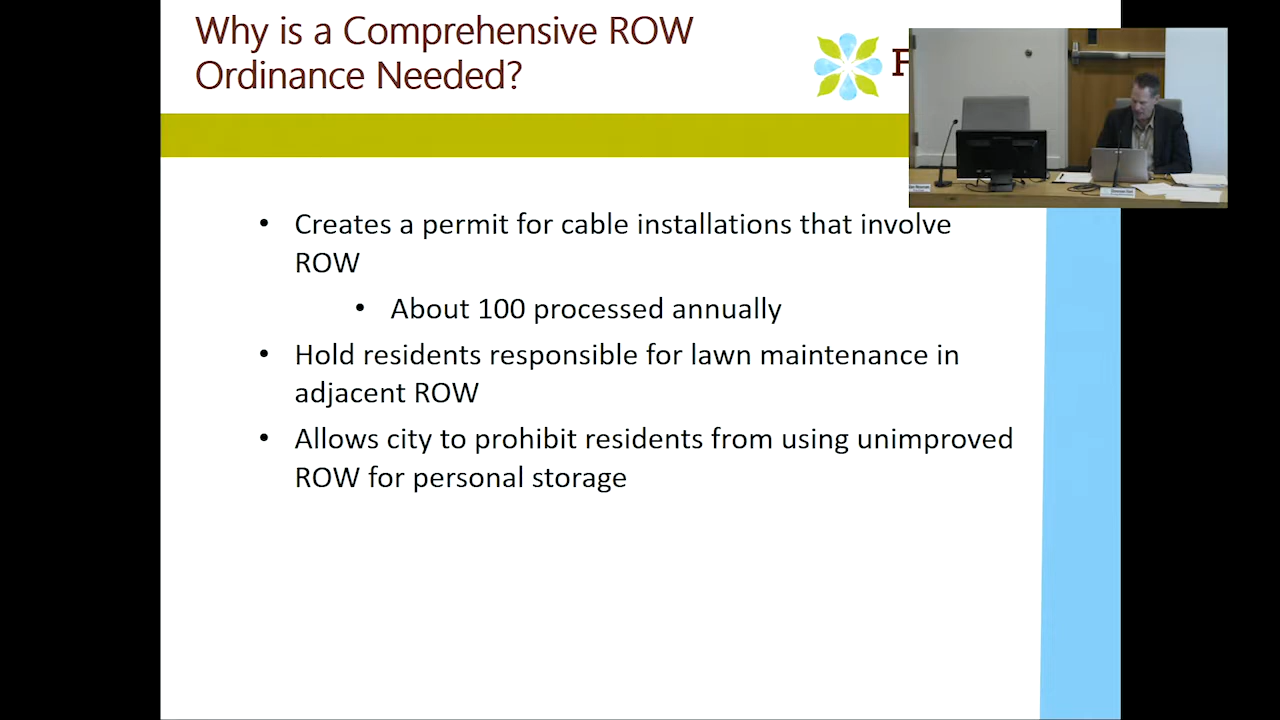 Why is a Comprehensive ROW
Ordinance Needed?
F
• Creates a permit for cable installations that involve
ROW
• About 100 processed annually
• Hold residents responsible for lawn maintenance in
adjacent ROW
• Allows city to prohibit residents from using unimproved
ROW for personal storage